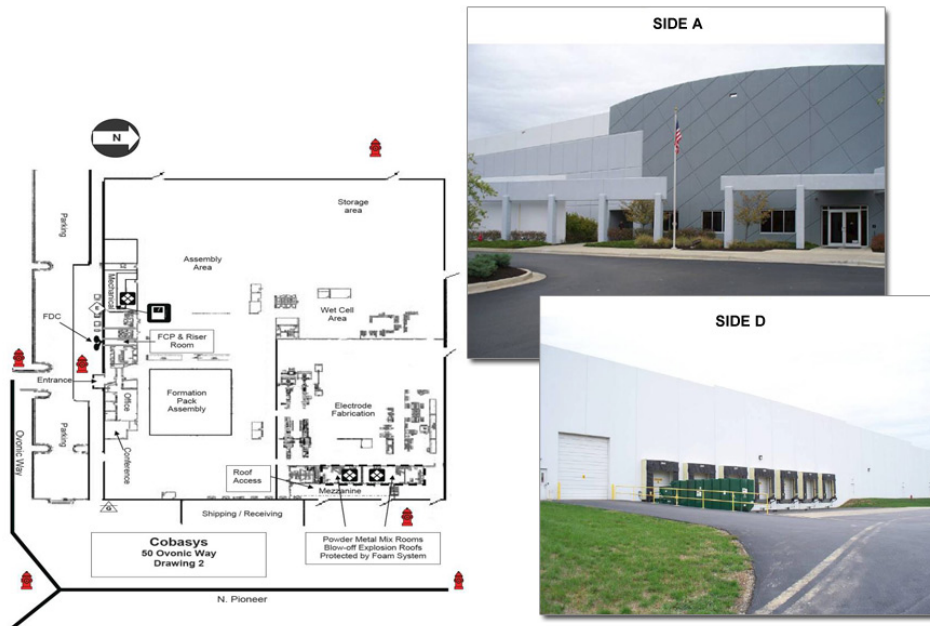 SIDE A
SIDE D
N
Storage
area
Parking
Assembly
Area
Mechanical
Wet Cell
Area
FDC
FCP & Riser
Room
Entrance
Formation
Pack
Assembly
Office
Electrode
Fabrication
Ovonic Way
Parking
Conference
Roof
Access
Mezzanine
G
Shipping / Receiving
Cobasys
50 Ovonic Way
Drawing 2
Powder Metal Mix Rooms
Blow-off Explosion Roofs
Protected by Foam System
N. Pioneer